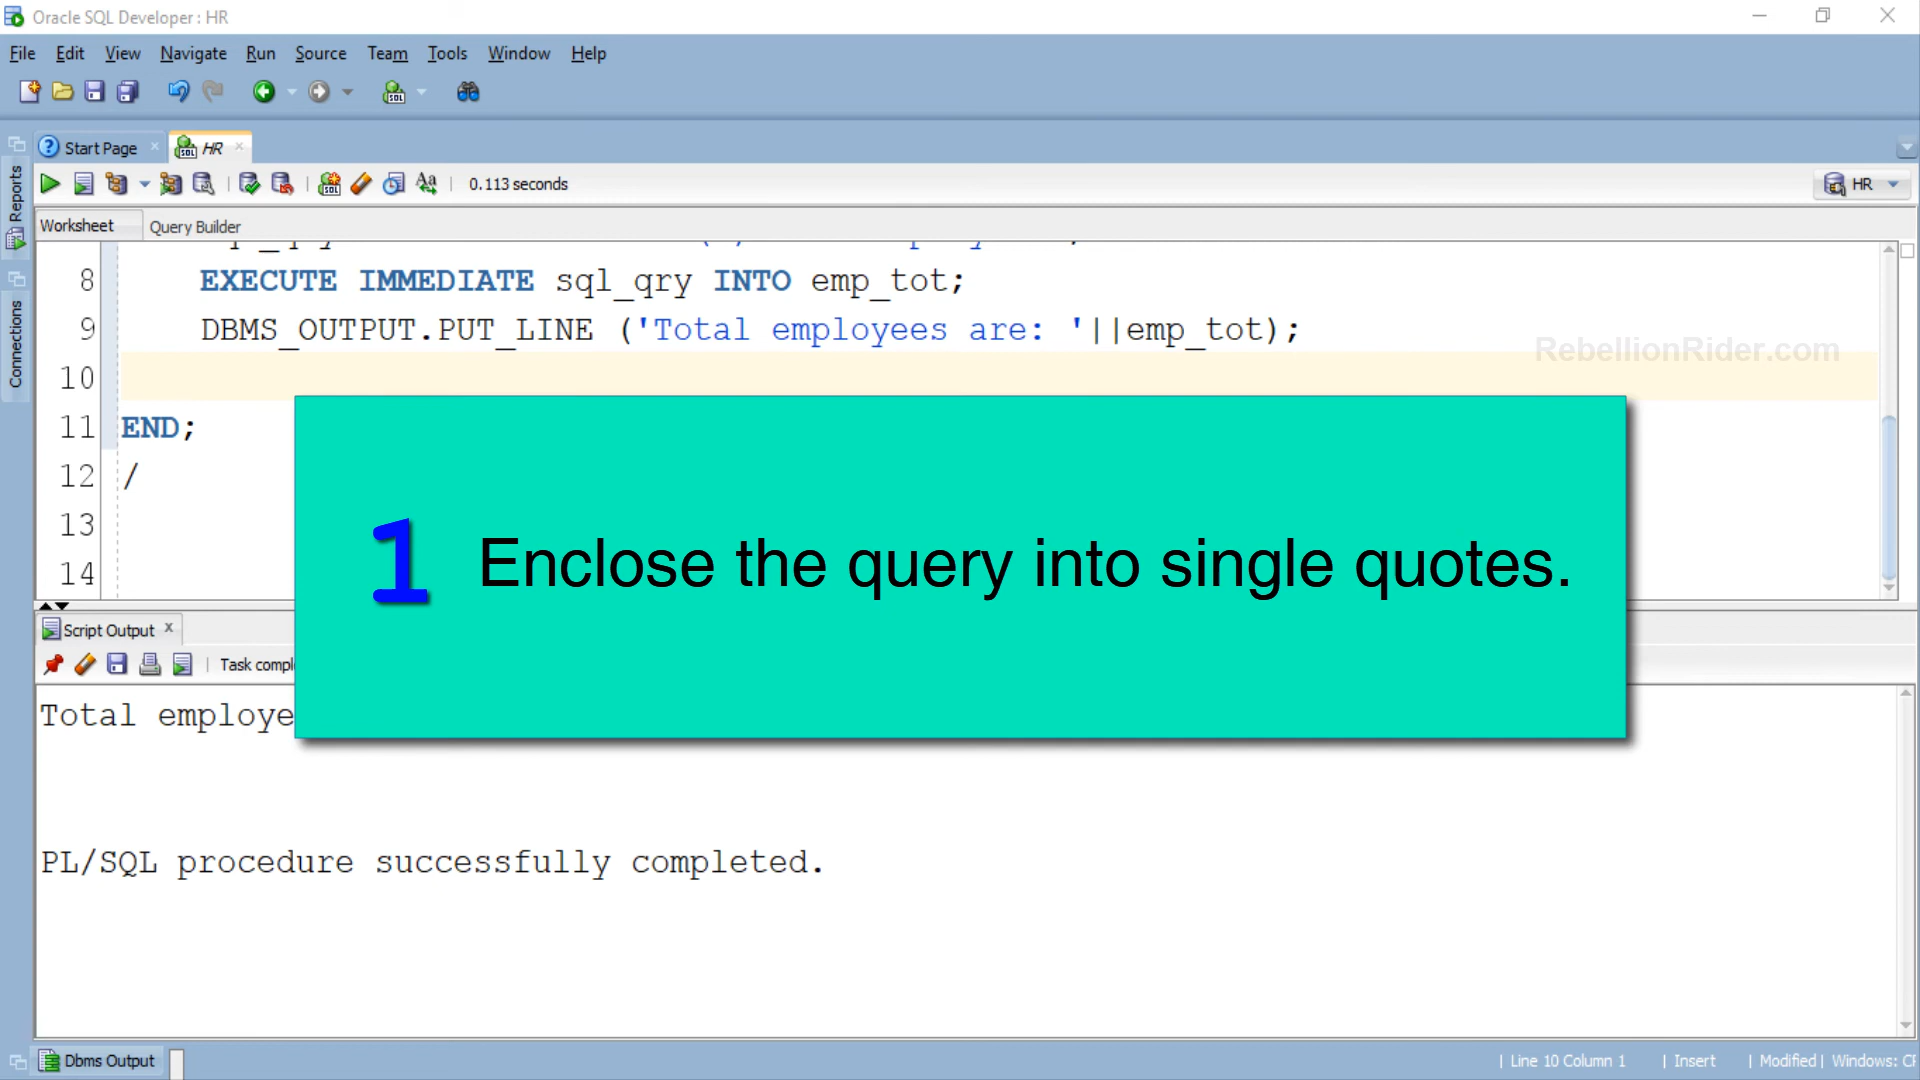 Oracle SQL Developer : HR
File Edit View Navigate Run Source Team Tools Window Help
Start Page HR
0.113 seconds
HR
Reports
Connections
Worksheet Query Builder
8 EXECUTE IMMEDIATE sql_qry INTO emp_tot;
9 DBMS_OUTPUT.PUT_LINE ('Total employees are: '||emp_tot);
RebellionRider.com
10
11 END;
12 /
13
14
1 Enclose the query into single quotes.
Script Output
Task compl
Total employe
PL/SQL procedure successfully completed.
Dbms Output
| Line 10 Column 1 | Insert | Modified | Windows: CF